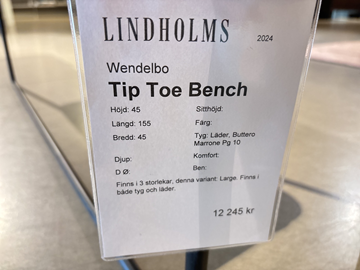 LINDHOLMS 2024
Wendelbo
Tip Toe Bench
Höjd: 45 Sitthöjd:
Längd: 155 Färg:
Bredd: 45 Tyg: Läder, Buttero
Marrone Pg 10
Djup: Komfort:
D Ø: Ben:
Finns i 3 storlekar, denna variant: Large. Finns i
både tyg och läder.
12 245 kr